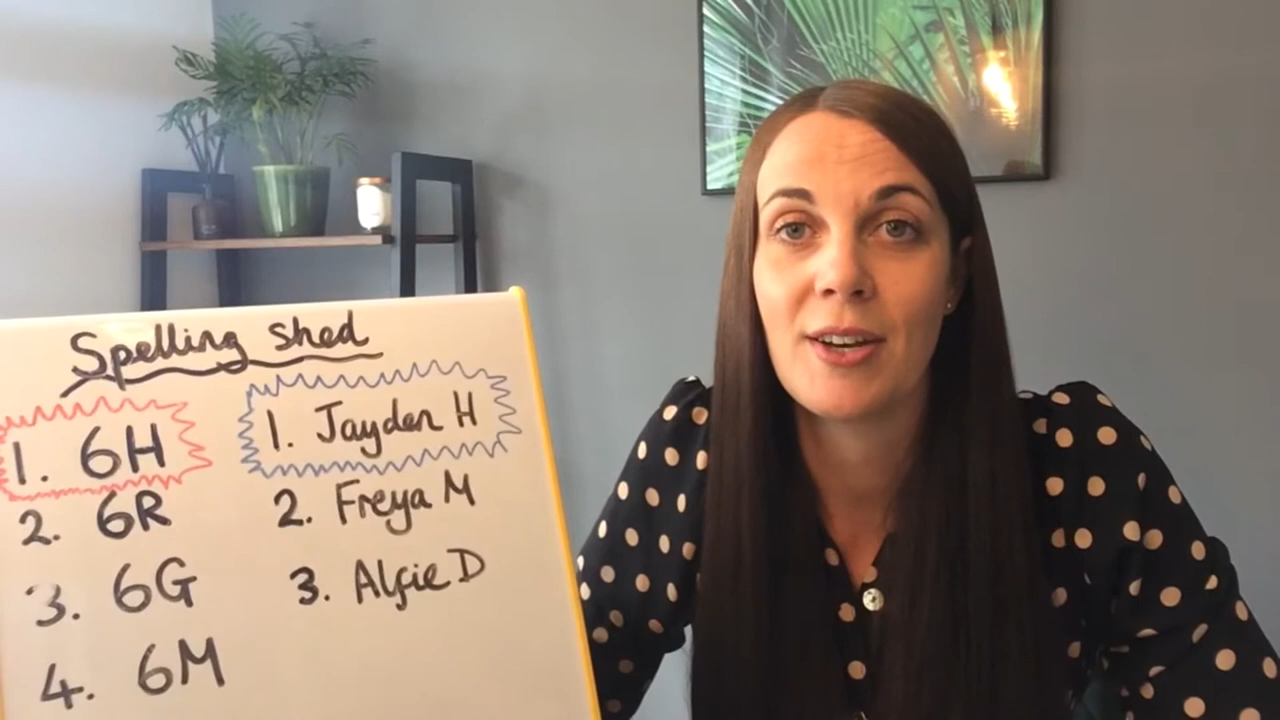 Spelling Shed
1. 6H
2. 6R
3. 6G
4. 6M
1. Jayden H
2. Freya M
3. Alfie D